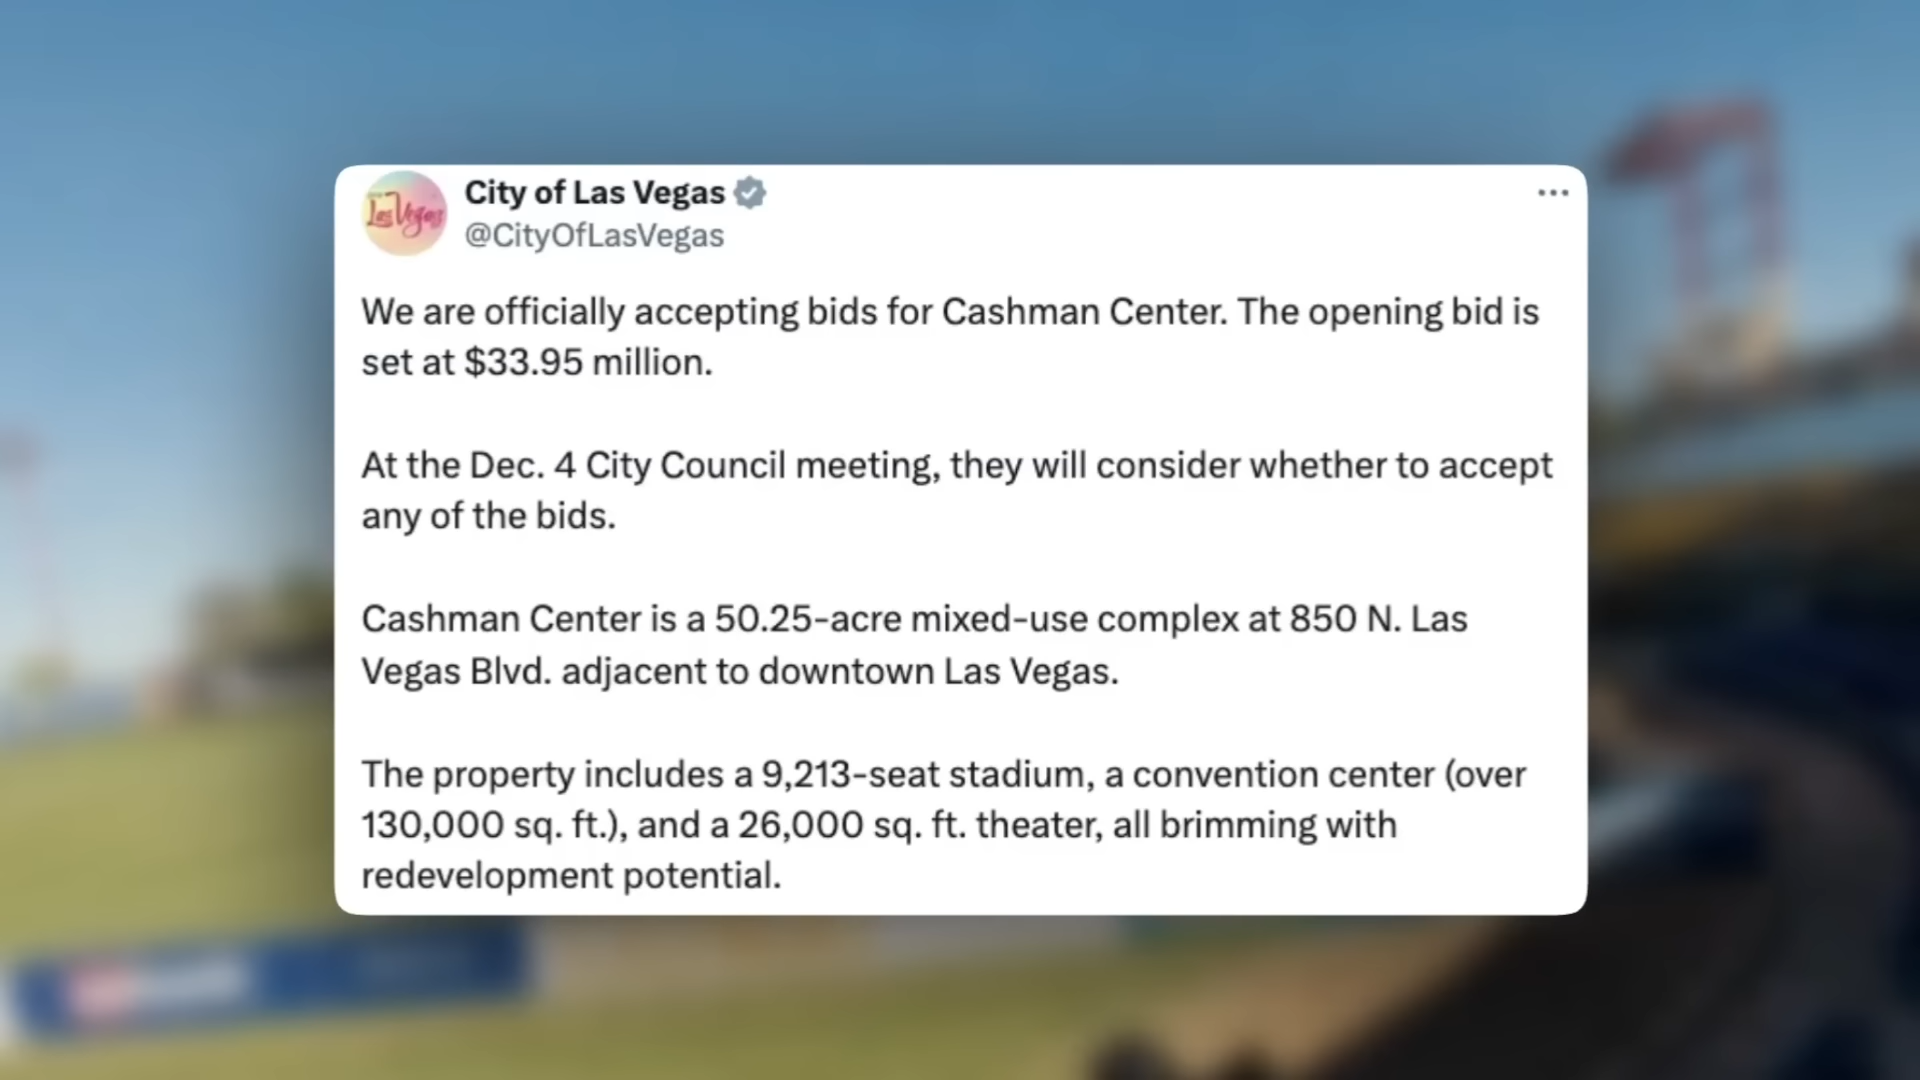 Las Vegas
City of Las Vegas
@CityOfLasVegas
We are officially accepting bids for Cashman Center. The opening bid is
set at $33.95 million.
At the Dec. 4 City Council meeting, they will consider whether to accept
any of the bids.
Cashman Center is a 50.25-acre mixed-use complex at 850 N. Las
Vegas Blvd. adjacent to downtown Las Vegas.
The property includes a 9,213-seat stadium, a convention center (over
130,000 sq. ft.), and a 26,000 sq. ft. theater, all brimming with
redevelopment potential.